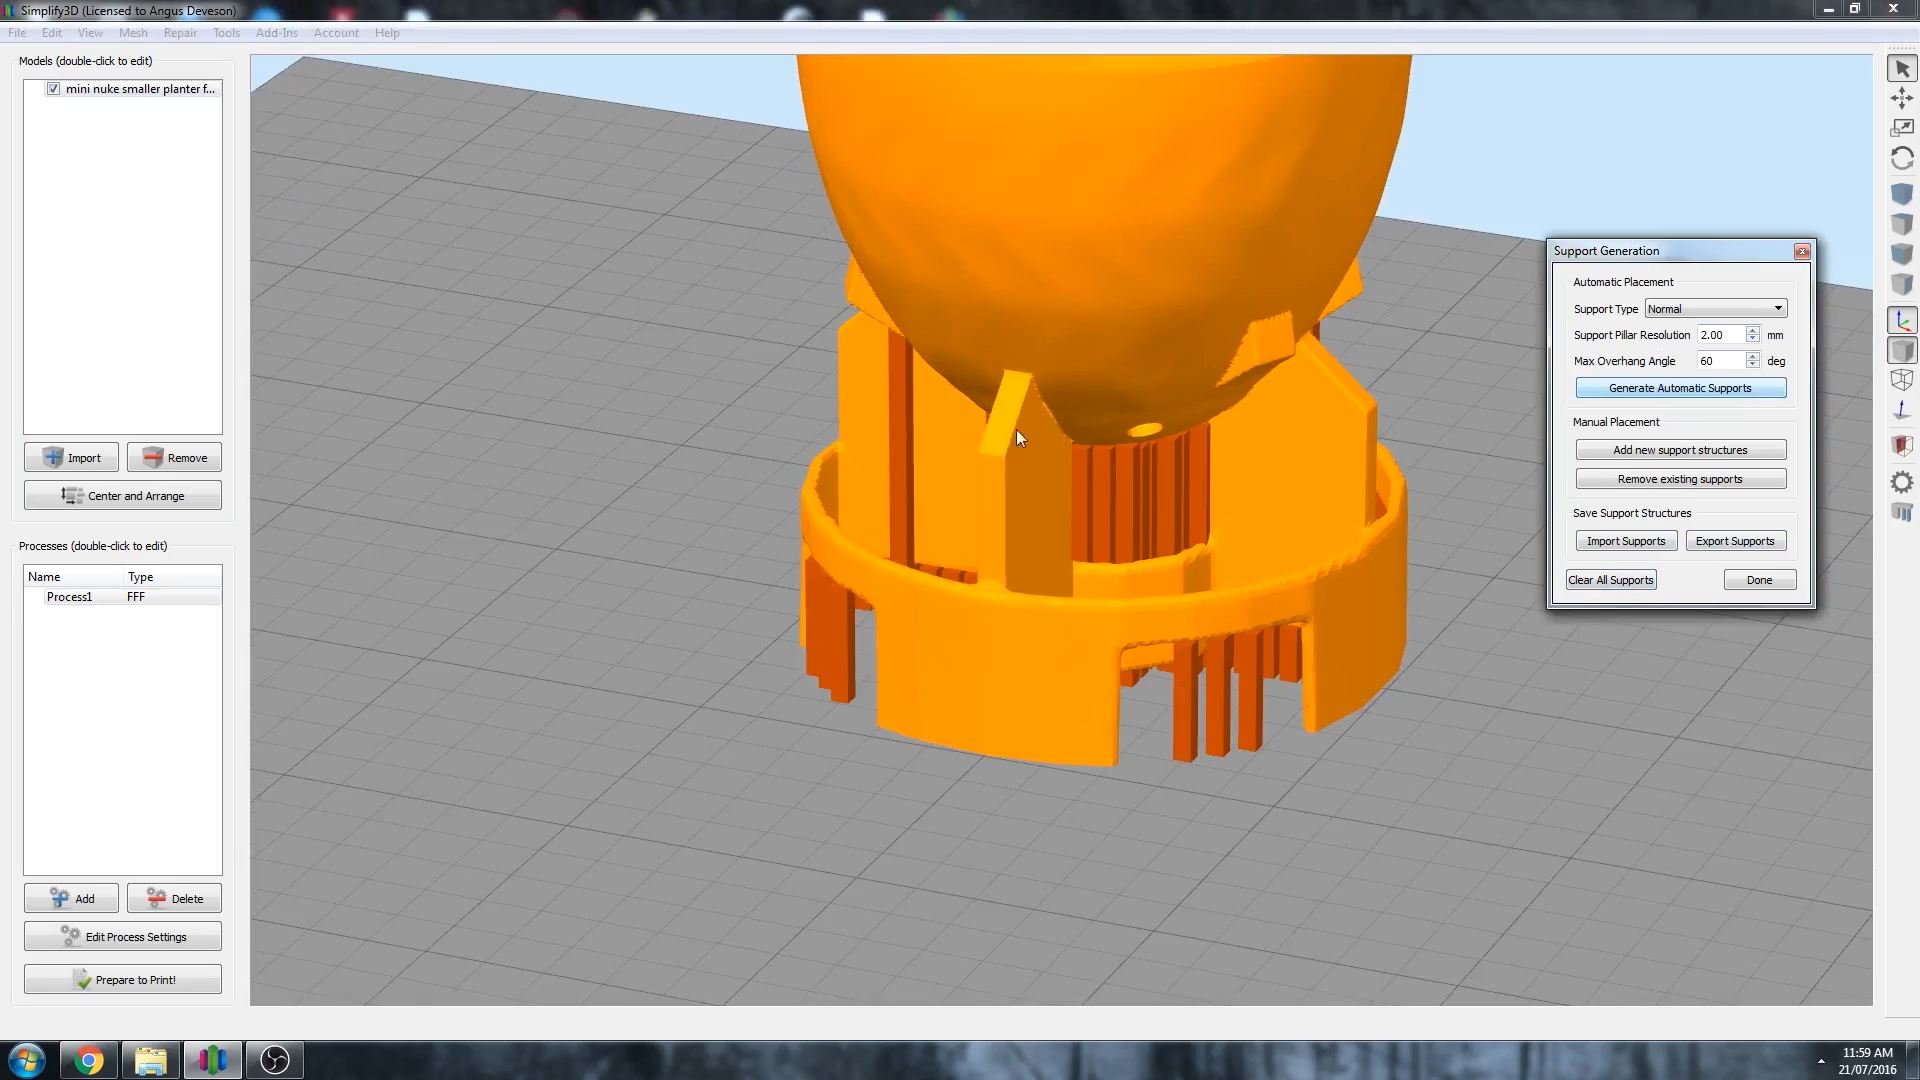 Simplify3D (Licensed to Angus Deveson)
File Edit View Mesh Repair Tools Add-Ins Account Help
Models (double-click to edit)
mini nuke smaller planter f...
Import Remove
Center and Arrange
Processes (double-click to edit)
Name Type
Process1 FFF
Add Delete
Edit Process Settings
Prepare to Print!
Support Generation
Automatic Placement
Support Type Normal
Support Pillar Resolution 2.00 mm
Max Overhang Angle 60 deg
Generate Automatic Supports
Manual Placement
Add new support structures
Remove existing supports
Save Support Structures
Import Supports Export Supports
Clear All Supports Done
11:59 AM
21/07/2016